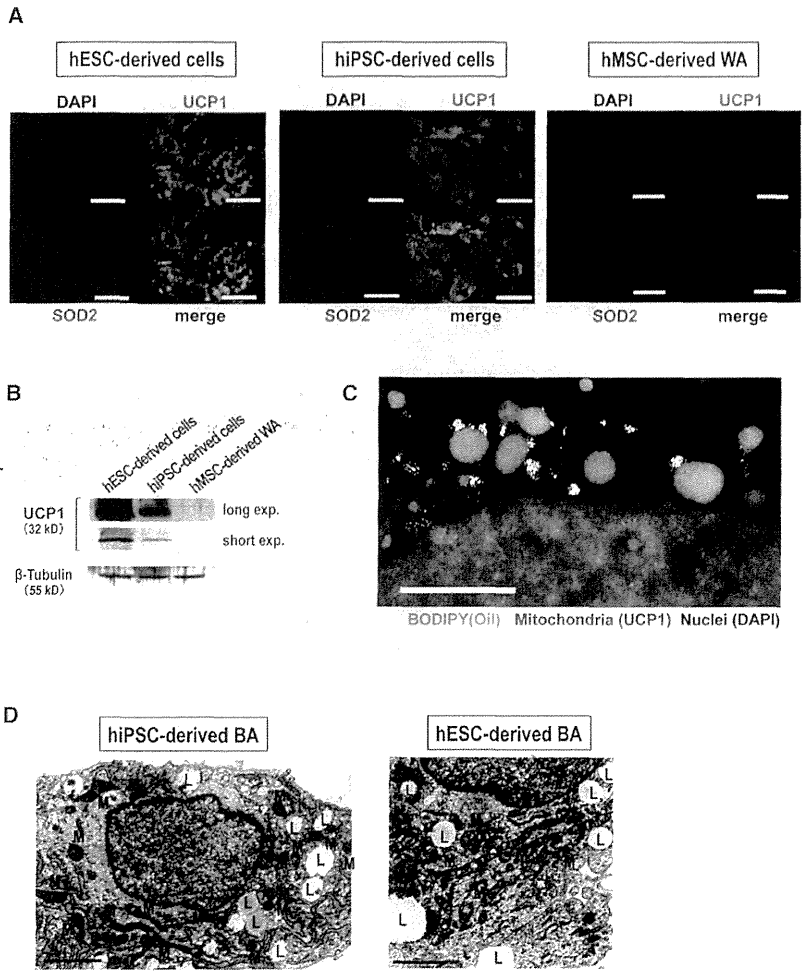 A
hESC-derived cells
hiPSC-derived cells
hMSC-derived WA
DAPI UCP1
DAPI UCP1
DAPI UCP1
SOD2 merge
SOD2 merge
SOD2 merge
B
hESC-derived cells
hiPSC-derived cells
hMSC-derived WA
UCP1
(32 kD)
long exp.
short exp.
β-Tubulin
(55 kD)
C
BODIPY(Oil) Mitochondria (UCP1) Nuclei (DAPI)
D
hiPSC-derived BA
hESC-derived BA
L
M
M
L
L
L
L
M
L
L
L
L
L
L
L
L
L
L